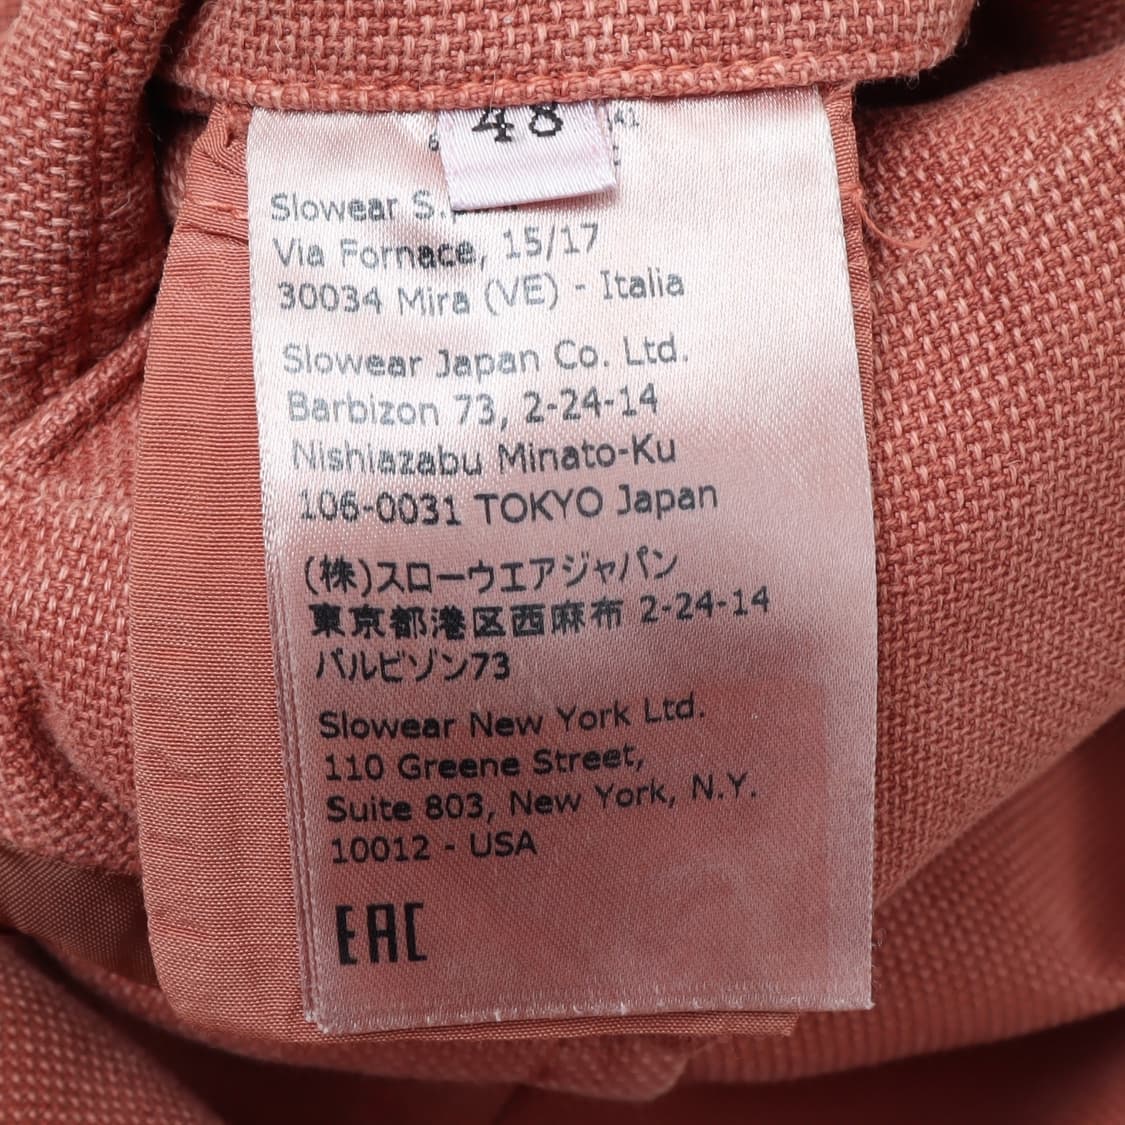 48
Slowear
Via Fornace, 15/17
30034 Mira (VE) - Italia
Slowear Japan Co. Ltd.
Barbizon 73, 2-24-14
Nishiazabu Minato-Ku
106-0031 TOKYO Japan
(株)スローウエアジャパン
東京都港区西麻布 2-24-14
バルビゾン73
Slowear New York Ltd.
110 Greene Street,
Suite 803, New York, N.Y.
10012 - USA
EAC